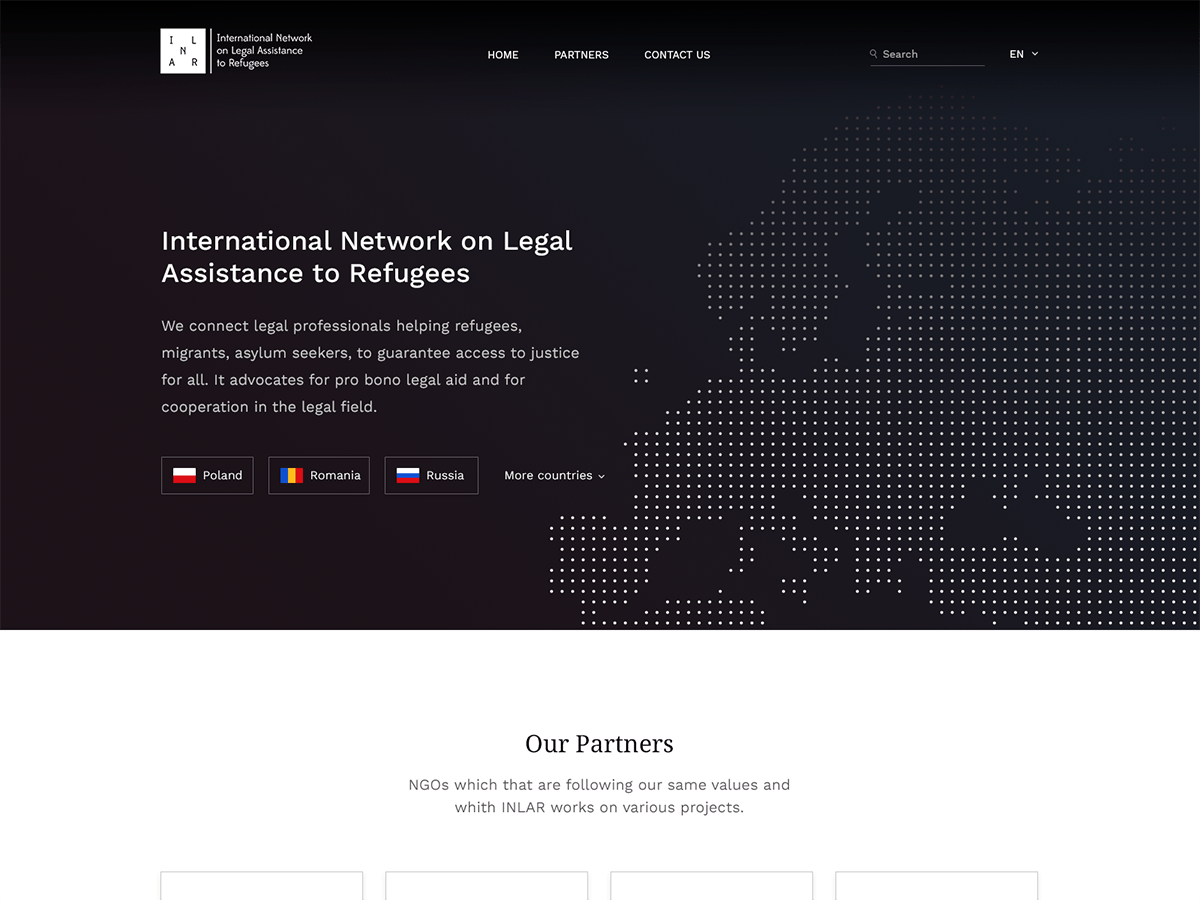 I L
N
A R
International Network
on Legal Assistance
to Refugees
HOME PARTNERS CONTACT US Search EN
International Network on Legal
Assistance to Refugees
We connect legal professionals helping refugees,
migrants, asylum seekers, to guarantee access to justice
for all. It advocates for pro bono legal aid and for
cooperation in the legal field.
Poland Romania Russia More countries
Our Partners
NGOs which that are following our same values and
whith INLAR works on various projects.